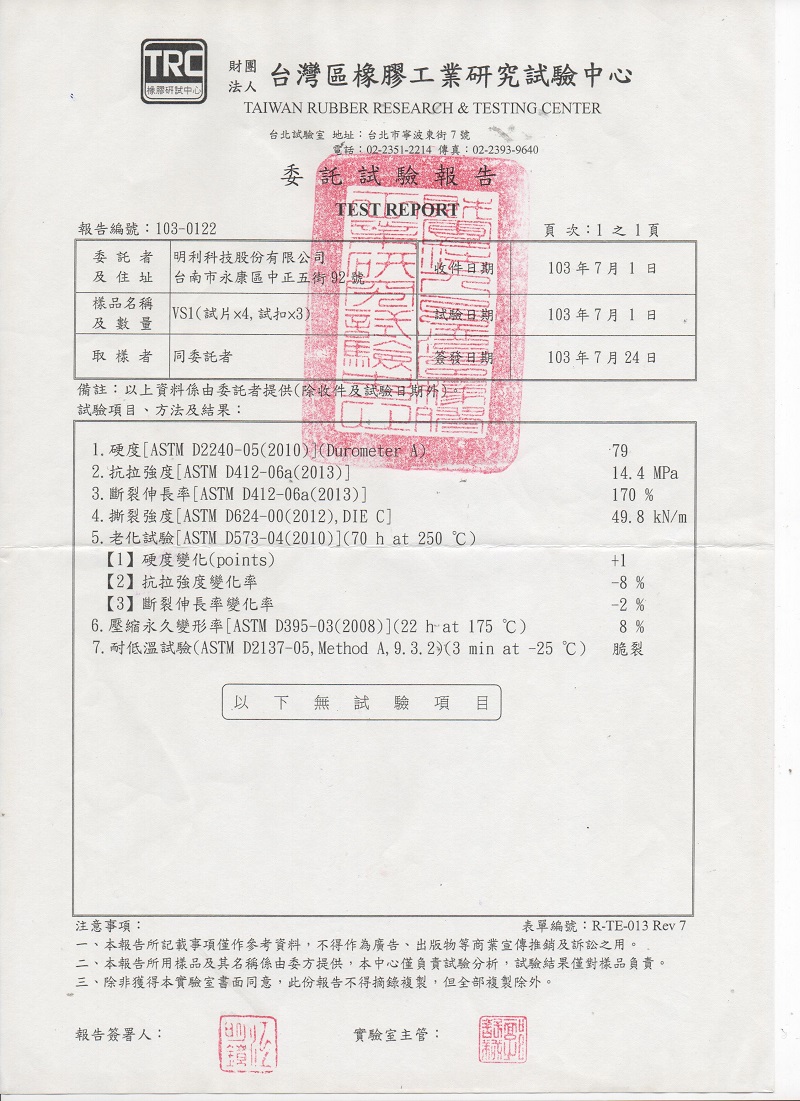 TRC
橡膠研試中心
財團法人 台灣區橡膠工業研究試驗中心
TAIWAN RUBBER RESEARCH & TESTING CENTER
台北試驗室 地址：台北市寧波東街7號
電話：02-2351-2214 傳真：02-2393-9640
委託試驗報告
TEST REPORT
報告編號：103-0122 頁 次：1 之 1 頁
委託者及住址 明利科技股份有限公司 收件日期 103 年 7 月 1 日
台南市永康區中正五街92號
樣品名稱及數量 VS1(試片×4,試扣×3) 試驗日期 103 年 7 月 1 日
取樣者 同委託者 簽發日期 103 年 7 月 24 日
備註：以上資料係由委託者提供(除收件及試驗日期外)
試驗項目、方法及結果：
1.硬度[ASTM D2240-05(2010)](Durometer A) 79
2.抗拉強度[ASTM D412-06a(2013)] 14.4 MPa
3.斷裂伸長率[ASTM D412-06a(2013)] 170 %
4.撕裂強度[ASTM D624-00(2012),DIE C] 49.8 kN/m
5.老化試驗[ASTM D573-04(2010)](70 h at 250 ℃)
【1】硬度變化(points) +1
【2】抗拉強度變化率 -8 %
【3】斷裂伸長率變化率 -2 %
6.壓縮永久變形率[ASTM D395-03(2008)](22 h at 175 ℃) 8 %
7.耐低溫試驗(ASTM D2137-05,Method A,9.3.2)(3 min at -25 ℃) 脆裂
以下無試驗項目
注意事項： 表單編號：R-TE-013 Rev 7
一、本報告所記載事項僅作參考資料，不得作為廣告、出版物等商業宣傳推銷及訴訟之用。
二、本報告所用樣品及其名稱係由委方提供，本中心僅負責試驗分析，試驗結果僅對樣品負責。
三、除非獲得本實驗室書面同意，此份報告不得摘錄複製，但全部複製除外。
報告簽署人： 實驗室主管：